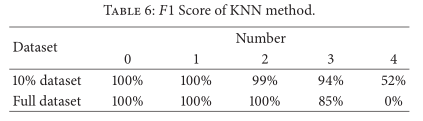 TABLE 6: F1 Score of KNN method.
Dataset
Number
0 1 2 3 4
10% dataset 100% 100% 99% 94% 52%
Full dataset 100% 100% 100% 85% 0%